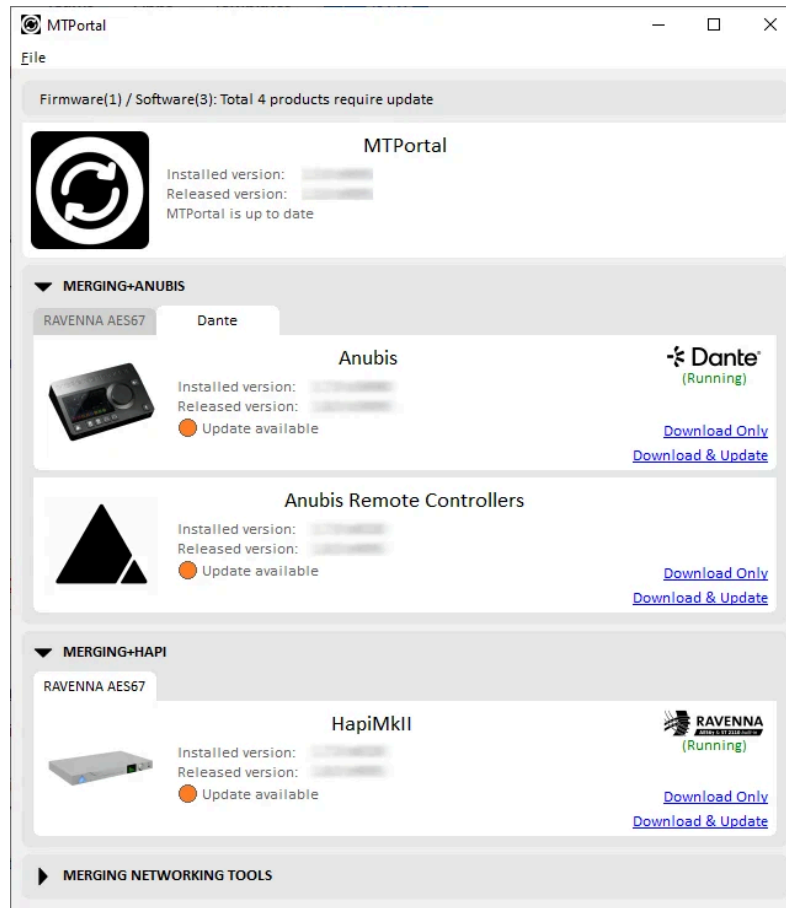 MTPortal
File
Firmware(1) / Software(3): Total 4 products require update
MTPortal
Installed version:
Released version:
MTPortal is up to date
MERGING+ANUBIS
RAVENNA AES67
Dante
Anubis
Dante
(Running)
Installed version:
Released version:
Update available
Download Only
Download & Update
Anubis Remote Controllers
Installed version:
Released version:
Update available
Download Only
Download & Update
MERGING+HAPI
RAVENNA AES67
HapiMkII
RAVENNA
(Running)
Installed version:
Released version:
Update available
Download Only
Download & Update
MERGING NETWORKING TOOLS